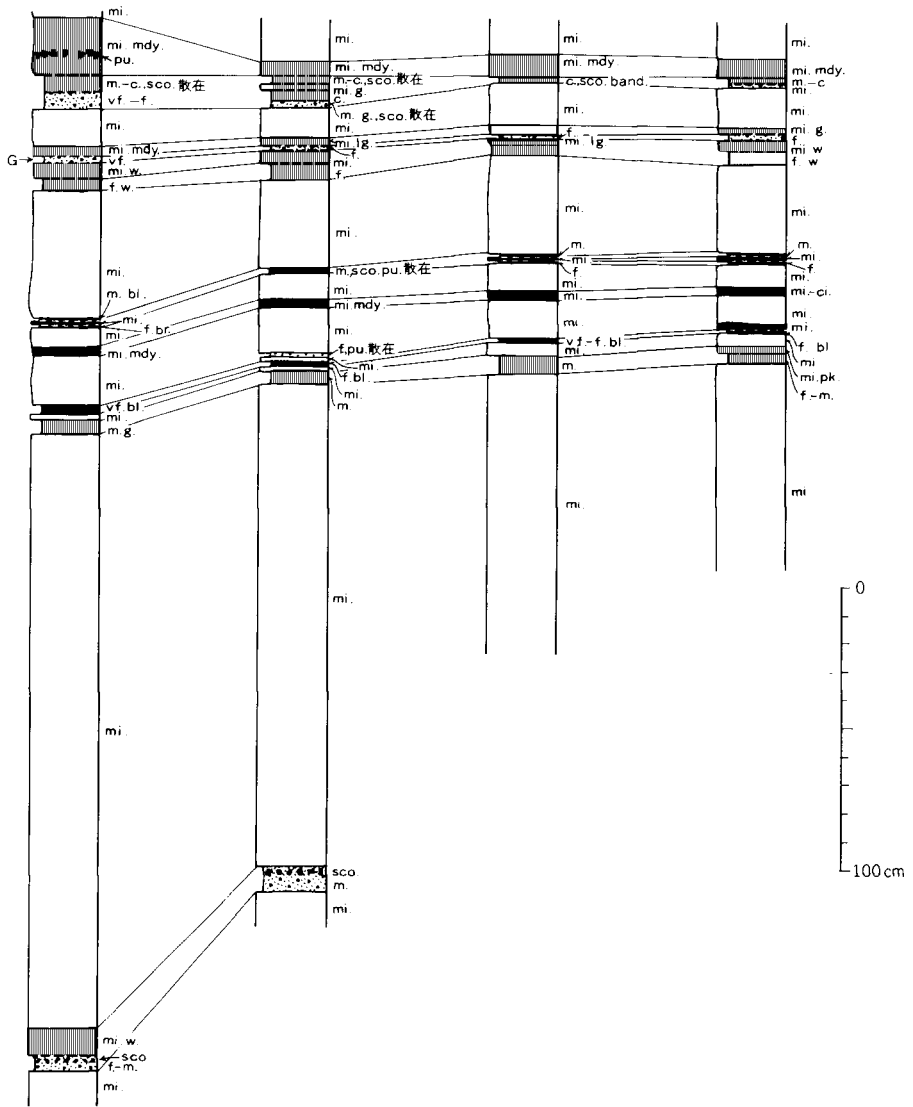 mi.
mi. mdy.
pu.
m.-c.,sco.散在
vf.-f.
mi.
mi. mdy.
G
vf.
mi. w.
f. w.
mi.
m. bl.
mi.
f. br.
mi.
mi. mdy.
mi.
vf. bl.
mi.
m. g.
mi.
mi. w.
sco
f.-m.
mi.
mi.
mi. mdy.
m.-c.,sco.散在
mi. g.
c.
m. g.,sco.散在
mi.
mi. lg
f.
mi.
f.
mi.
m,sco.pu.散在
mi.
mi. mdy.
mi.
f,pu.散在
mi.
f. bl.
mi.
m.
mi.
sco
m.
mi.
mi.
mi. mdy.
c,sco. band
mi.
f.
mi. lg
mi.
m.
mi.
f.
mi.
mi.
mi.
vf.-f. bl
mi.
m.
mi.
mi.
mi. mdy.
m.-c
mi.
mi.
mi. g.
f.
mi w
f. w
mi.
m.
mi.
f.
mi.
mi.-ci.
mi.
mi.
f. bl
mi
mi. pk.
f.-m.
mi
0
100 cm